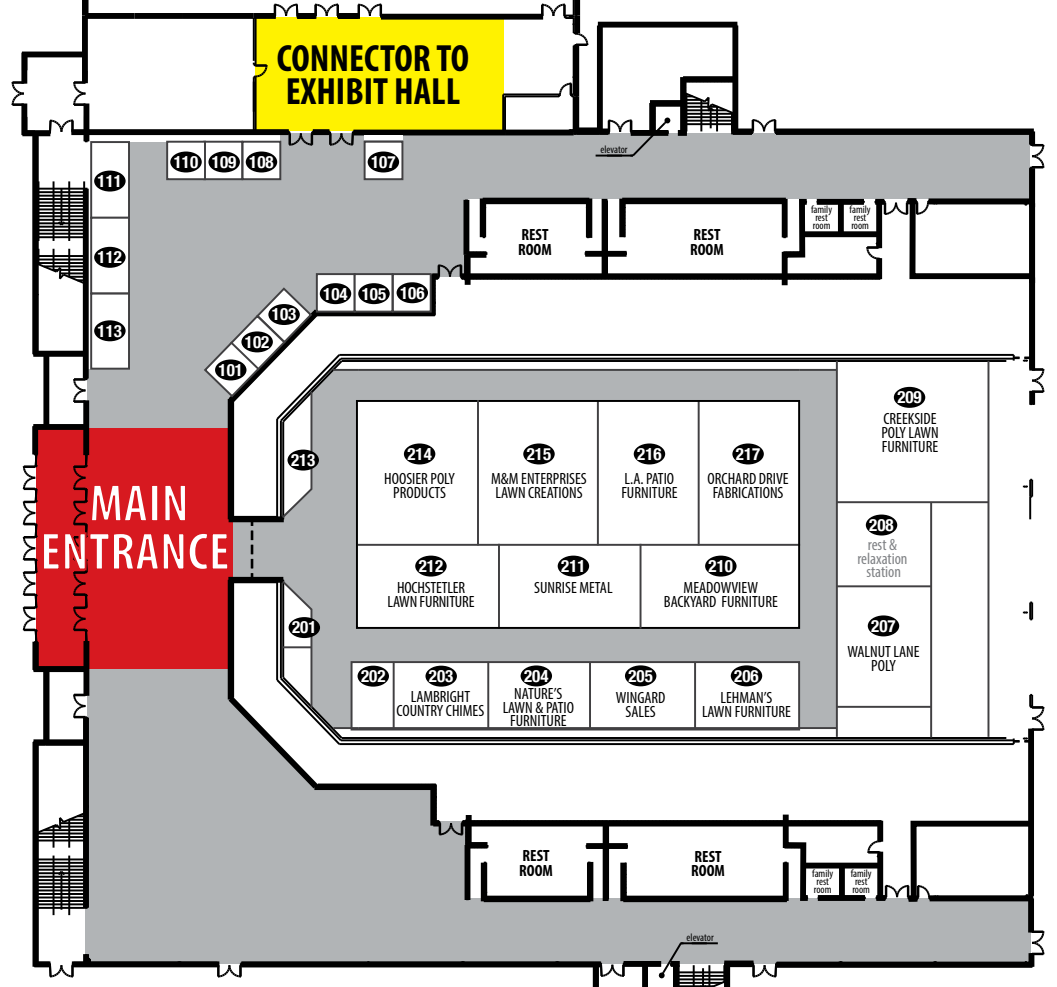 CONNECTOR TO
EXHIBIT HALL
elevator
110
109
108
107
111
112
113
REST
ROOM
REST
ROOM
family
rest
room
family
rest
room
104
105
106
103
102
101
MAIN
ENTRANCE
213
214
HOOSIER POLY
PRODUCTS
215
M&M ENTERPRISES
LAWN CREATIONS
216
L.A. PATIO
FURNITURE
217
ORCHARD DRIVE
FABRICATIONS
209
CREEKSIDE
POLY LAWN
FURNITURE
208
rest &
relaxation
station
212
HOCHSTETLER
LAWN FURNITURE
211
SUNRISE METAL
210
MEADOWVIEW
BACKYARD FURNITURE
207
WALNUT LANE
POLY
201
202
203
LAMBRIGHT
COUNTRY CHIMES
204
NATURE'S
LAWN & PATIO
FURNITURE
205
WINGARD
SALES
206
LEHMAN'S
LAWN FURNITURE
REST
ROOM
REST
ROOM
family
rest
room
family
rest
room
elevator